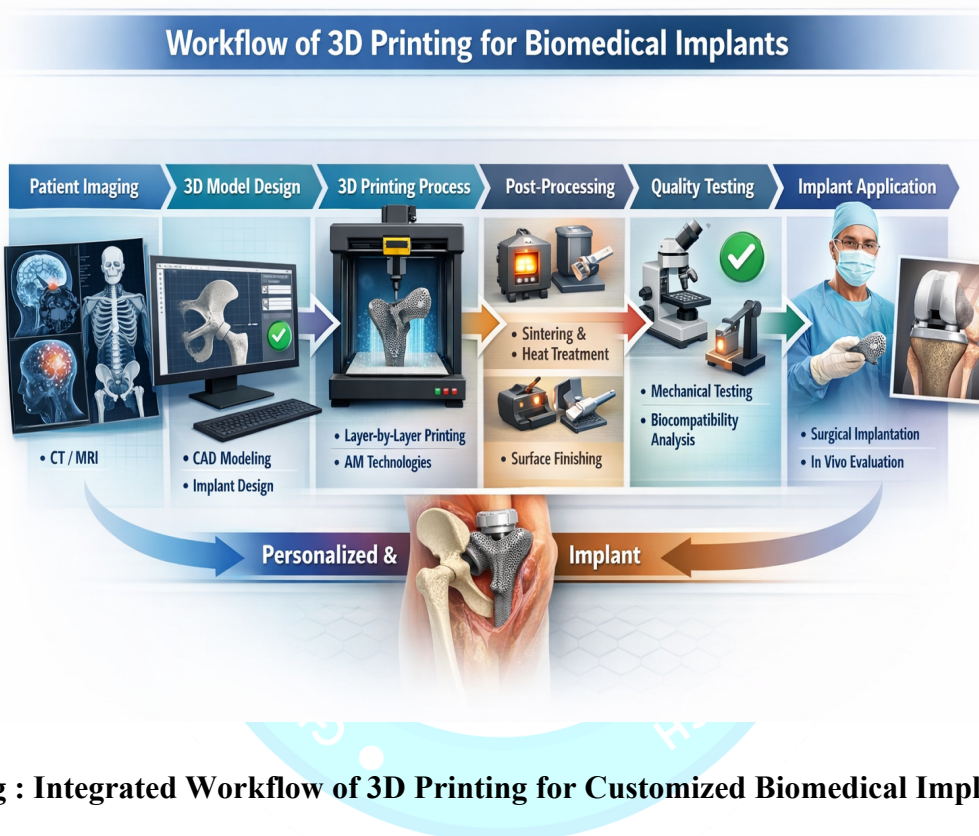 Workflow of 3D Printing for Biomedical Implants
Patient Imaging
3D Model Design
3D Printing Process
Post-Processing
Quality Testing
Implant Application
• CT / MRI
• CAD Modeling
• Implant Design
• Layer-by-Layer Printing
• AM Technologies
• Sintering &
• Heat Treatment
• Surface Finishing
• Mechanical Testing
• Biocompatibility
Analysis
• Surgical Implantation
• In Vivo Evaluation
Personalized &
Implant
: Integrated Workflow of 3D Printing for Customized Biomedical